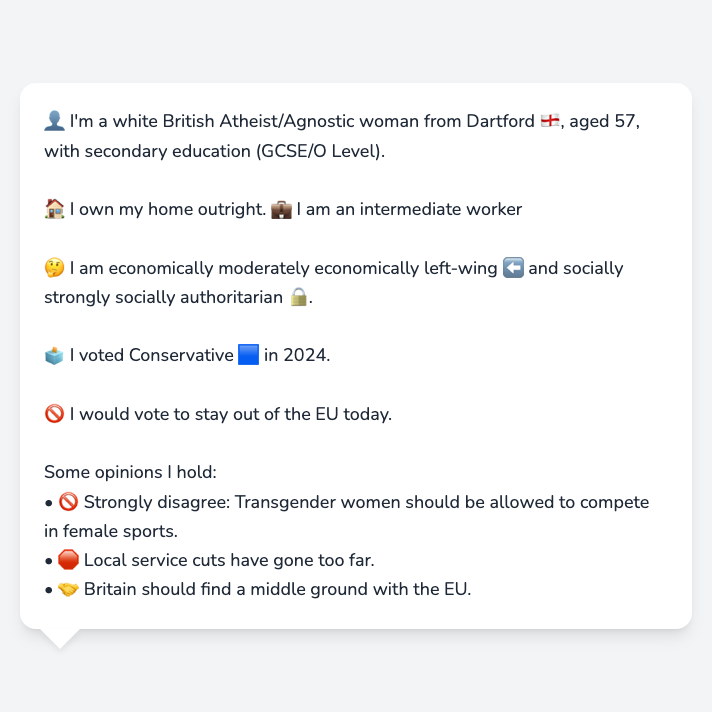 👤 I'm a white British Atheist/Agnostic woman from Dartford 🏴󠁧󠁢󠁥󠁮󠁧󠁿, aged 57,
with secondary education (GCSE/O Level).
🏠 I own my home outright. 💼 I am an intermediate worker
🤔 I am economically moderately economically left-wing ⬅️ and socially
strongly socially authoritarian 🔒.
🗳️ I voted Conservative 🟦 in 2024.
🚫 I would vote to stay out of the EU today.
Some opinions I hold:
• 🚫 Strongly disagree: Transgender women should be allowed to compete
in female sports.
• 🛑 Local service cuts have gone too far.
• 🤝 Britain should find a middle ground with the EU.